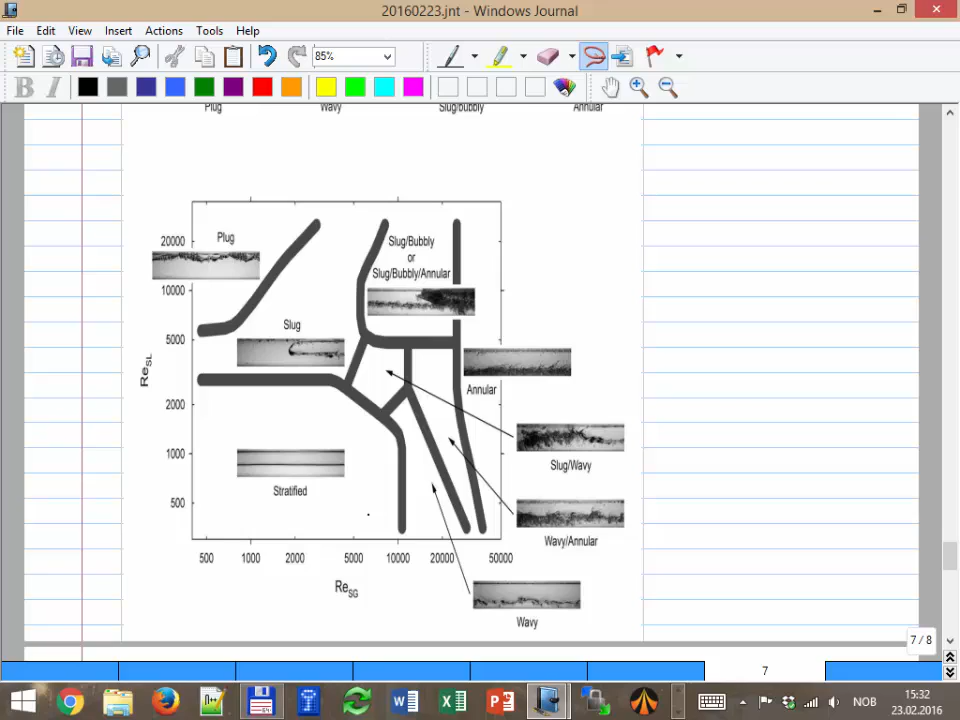 20160223.jnt - Windows Journal
File Edit View Insert Actions Tools Help
85%
B I
Plug Wavy Slug/bubbly Annular
20000
10000
5000
2000
1000
500
Re_SL
Plug
Slug/Bubbly
or
Slug/Bubbly/Annular
Slug
Annular
Slug/Wavy
Stratified
Wavy/Annular
500 1000 2000 5000 10000 20000 50000
Re_SG
Wavy
7 / 8
7
NOB
15:32
23.02.2016